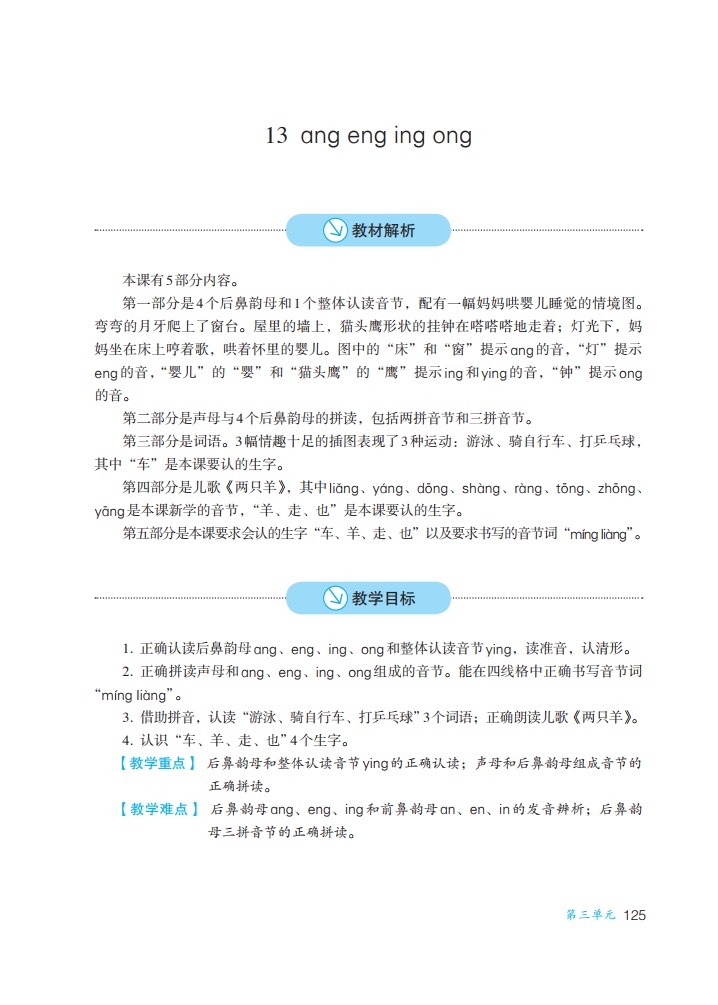 13 ang eng ing ong
教材解析
本课有5部分内容。
第一部分是4个后鼻韵母和1个整体认读音节，配有一幅妈妈哄婴儿睡觉的情境图。
弯弯的月牙爬上了窗台。屋里的墙上，猫头鹰形状的挂钟在嗒嗒嗒地走着；灯光下，妈
妈坐在床上哼着歌，哄着怀里的婴儿。图中的“床”和“窗”提示ang的音，“灯”提示
eng的音，“婴儿”的“婴”和“猫头鹰”的“鹰”提示ing和ying的音，“钟”提示ong
的音。
第二部分是声母与4个后鼻韵母的拼读，包括两拼音节和三拼音节。
第三部分是词语。3幅情趣十足的插图表现了3种运动：游泳、骑自行车、打乒乓球，
其中“车”是本课要认的生字。
第四部分是儿歌《两只羊》，其中liǎng、yáng、dōng、shàng、ràng、tōng、zhōng、
yāng是本课新学的音节，“羊、走、也”是本课要认的生字。
第五部分是本课要求会认的生字“车、羊、走、也”以及要求书写的音节词“míng liàng”。
教学目标
1. 正确认读后鼻韵母ang、eng、ing、ong和整体认读音节ying，读准音，认清形。
2. 正确拼读声母和ang、eng、ing、ong组成的音节。能在四线格中正确书写音节词
“míng liàng”。
3. 借助拼音，认读“游泳、骑自行车、打乒乓球”3个词语；正确朗读儿歌《两只羊》。
4. 认识“车、羊、走、也”4个生字。
【教学重点】 后鼻韵母和整体认读音节ying的正确认读；声母和后鼻韵母组成音节的
正确拼读。
【教学难点】 后鼻韵母ang、eng、ing和前鼻韵母an、en、in的发音辨析；后鼻韵
母三拼音节的正确拼读。
第三单元 125